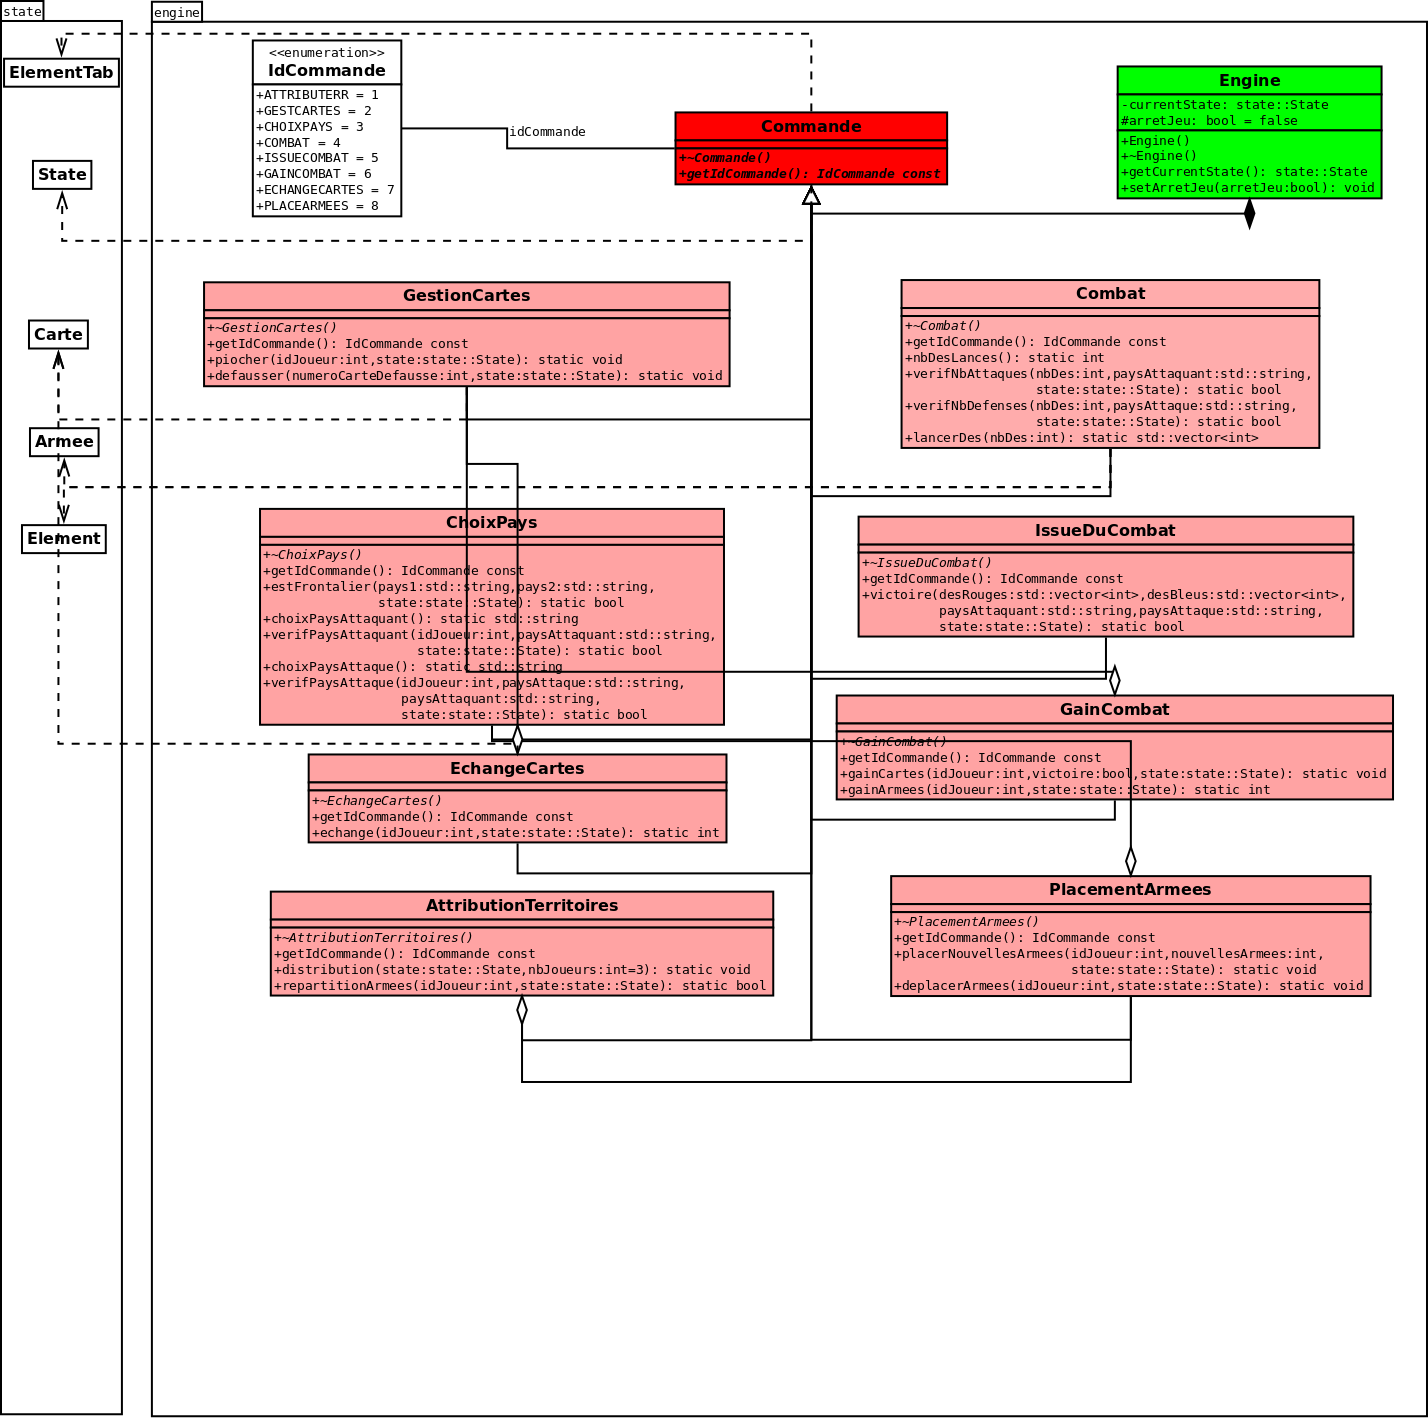 state
engine
ElementTab
State
Carte
Armee
Element
<<enumeration>>
IdCommande
+ATTRIBUTERR = 1
+GESTCARTES = 2
+CHOIXPAYS = 3
+COMBAT = 4
+ISSUECOMBAT = 5
+GAINCOMBAT = 6
+ECHANGECARTES = 7
+PLACEARMEES = 8
idCommande
Commande
+~Commande()
+getIdCommande(): IdCommande const
Engine
-currentState: state::State
#arretJeu: bool = false
+Engine()
+~Engine()
+getCurrentState(): state::State
+setArretJeu(arretJeu:bool): void
GestionCartes
+~GestionCartes()
+getIdCommande(): IdCommande const
+piocher(idJoueur:int,state:state::State): static void
+defausser(numeroCarteDefausse:int,state:state::State): static void
Combat
+~Combat()
+getIdCommande(): IdCommande const
+nbDesLances(): static int
+verifNbAttaques(nbDes:int,paysAttaquant:std::string,
state:state::State): static bool
+verifNbDefenses(nbDes:int,paysAttaque:std::string,
state:state::State): static bool
+lancerDes(nbDes:int): static std::vector<int>
ChoixPays
+~ChoixPays()
+getIdCommande(): IdCommande const
+estFrontalier(pays1:std::string,pays2:std::string,
state:state::State): static bool
+choixPaysAttaquant(): static std::string
+verifPaysAttaquant(idJoueur:int,paysAttaquant:std::string,
state:state::State): static bool
+choixPaysAttaque(): static std::string
+verifPaysAttaque(idJoueur:int,paysAttaque:std::string,
paysAttaquant:std::string,
state:state::State): static bool
IssueDuCombat
+~IssueDuCombat()
+getIdCommande(): IdCommande const
+victoire(desRouges:std::vector<int>,desBleus:std::vector<int>,
paysAttaquant:std::string,paysAttaque:std::string,
state:state::State): static bool
GainCombat
+~GainCombat()
+getIdCommande(): IdCommande const
+gainCartes(idJoueur:int,victoire:bool,state:state::State): static void
+gainArmees(idJoueur:int,state:state::State): static int
EchangeCartes
+~EchangeCartes()
+getIdCommande(): IdCommande const
+echange(idJoueur:int,state:state::State): static int
AttributionTerritoires
+~AttributionTerritoires()
+getIdCommande(): IdCommande const
+distribution(state:state::State,nbJoueurs:int=3): static void
+repartitionArmees(idJoueur:int,state:state::State): static bool
PlacementArmees
+~PlacementArmees()
+getIdCommande(): IdCommande const
+placerNouvellesArmees(idJoueur:int,nouvellesArmees:int,
state:state::State): static void
+deplacerArmees(idJoueur:int,state:state::State): static void